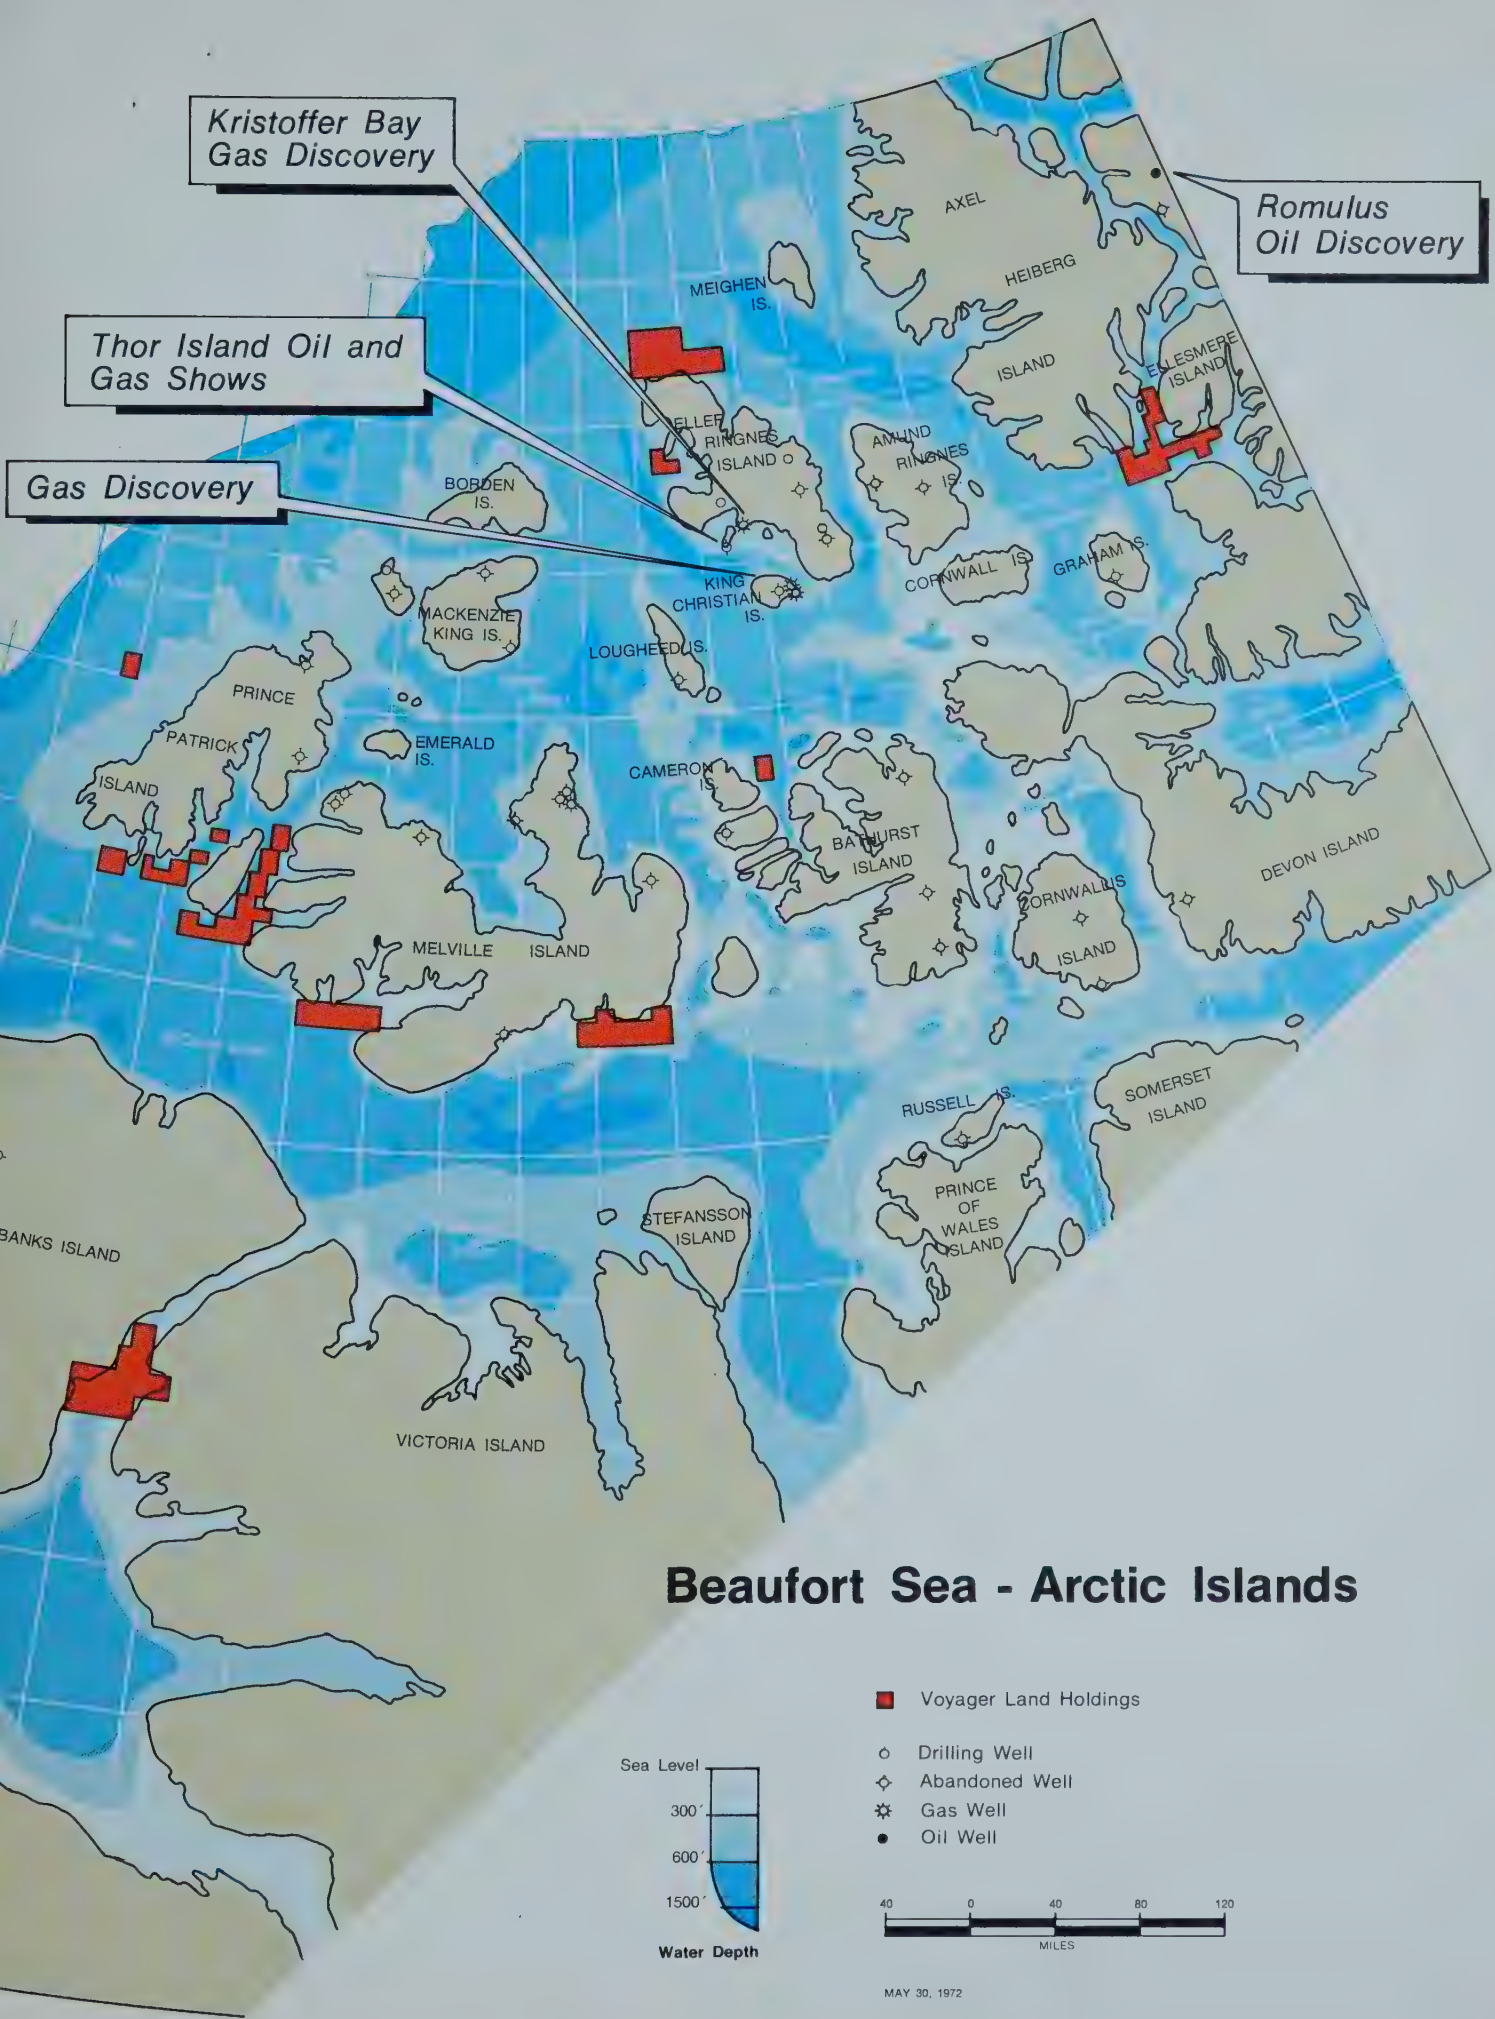 Kristoffer Bay
Gas Discovery
Romulus
Oil Discovery
Thor Island Oil and
Gas Shows
Gas Discovery
AXEL
HEIBERG
ISLAND
MEIGHEN
IS.
ELLESMERE
ISLAND
ELLEF
RINGNES
ISLAND
AMUND
RINGNES
IS.
BORDEN
IS.
KING
CHRISTIAN
IS.
CORNWALL IS.
GRAHAM IS.
MACKENZIE
KING IS.
LOUGHEED IS.
PRINCE
PATRICK
ISLAND
EMERALD
IS.
CAMERON
IS.
BATHURST
ISLAND
DEVON ISLAND
CORNWALLIS
ISLAND
MELVILLE ISLAND
RUSSELL IS.
SOMERSET
ISLAND
PRINCE
OF
WALES
ISLAND
STEFANSSON
ISLAND
BANKS ISLAND
VICTORIA ISLAND
Beaufort Sea - Arctic Islands
Voyager Land Holdings
Drilling Well
Abandoned Well
Gas Well
Oil Well
Sea Level
300´
600´
1500´
Water Depth
40 0 40 80 120
MILES
MAY 30, 1972